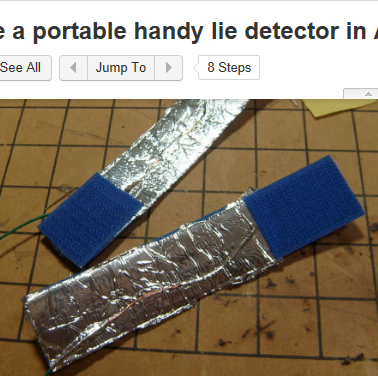 e a portable handy lie detector in A
See All
Jump To
8 Steps